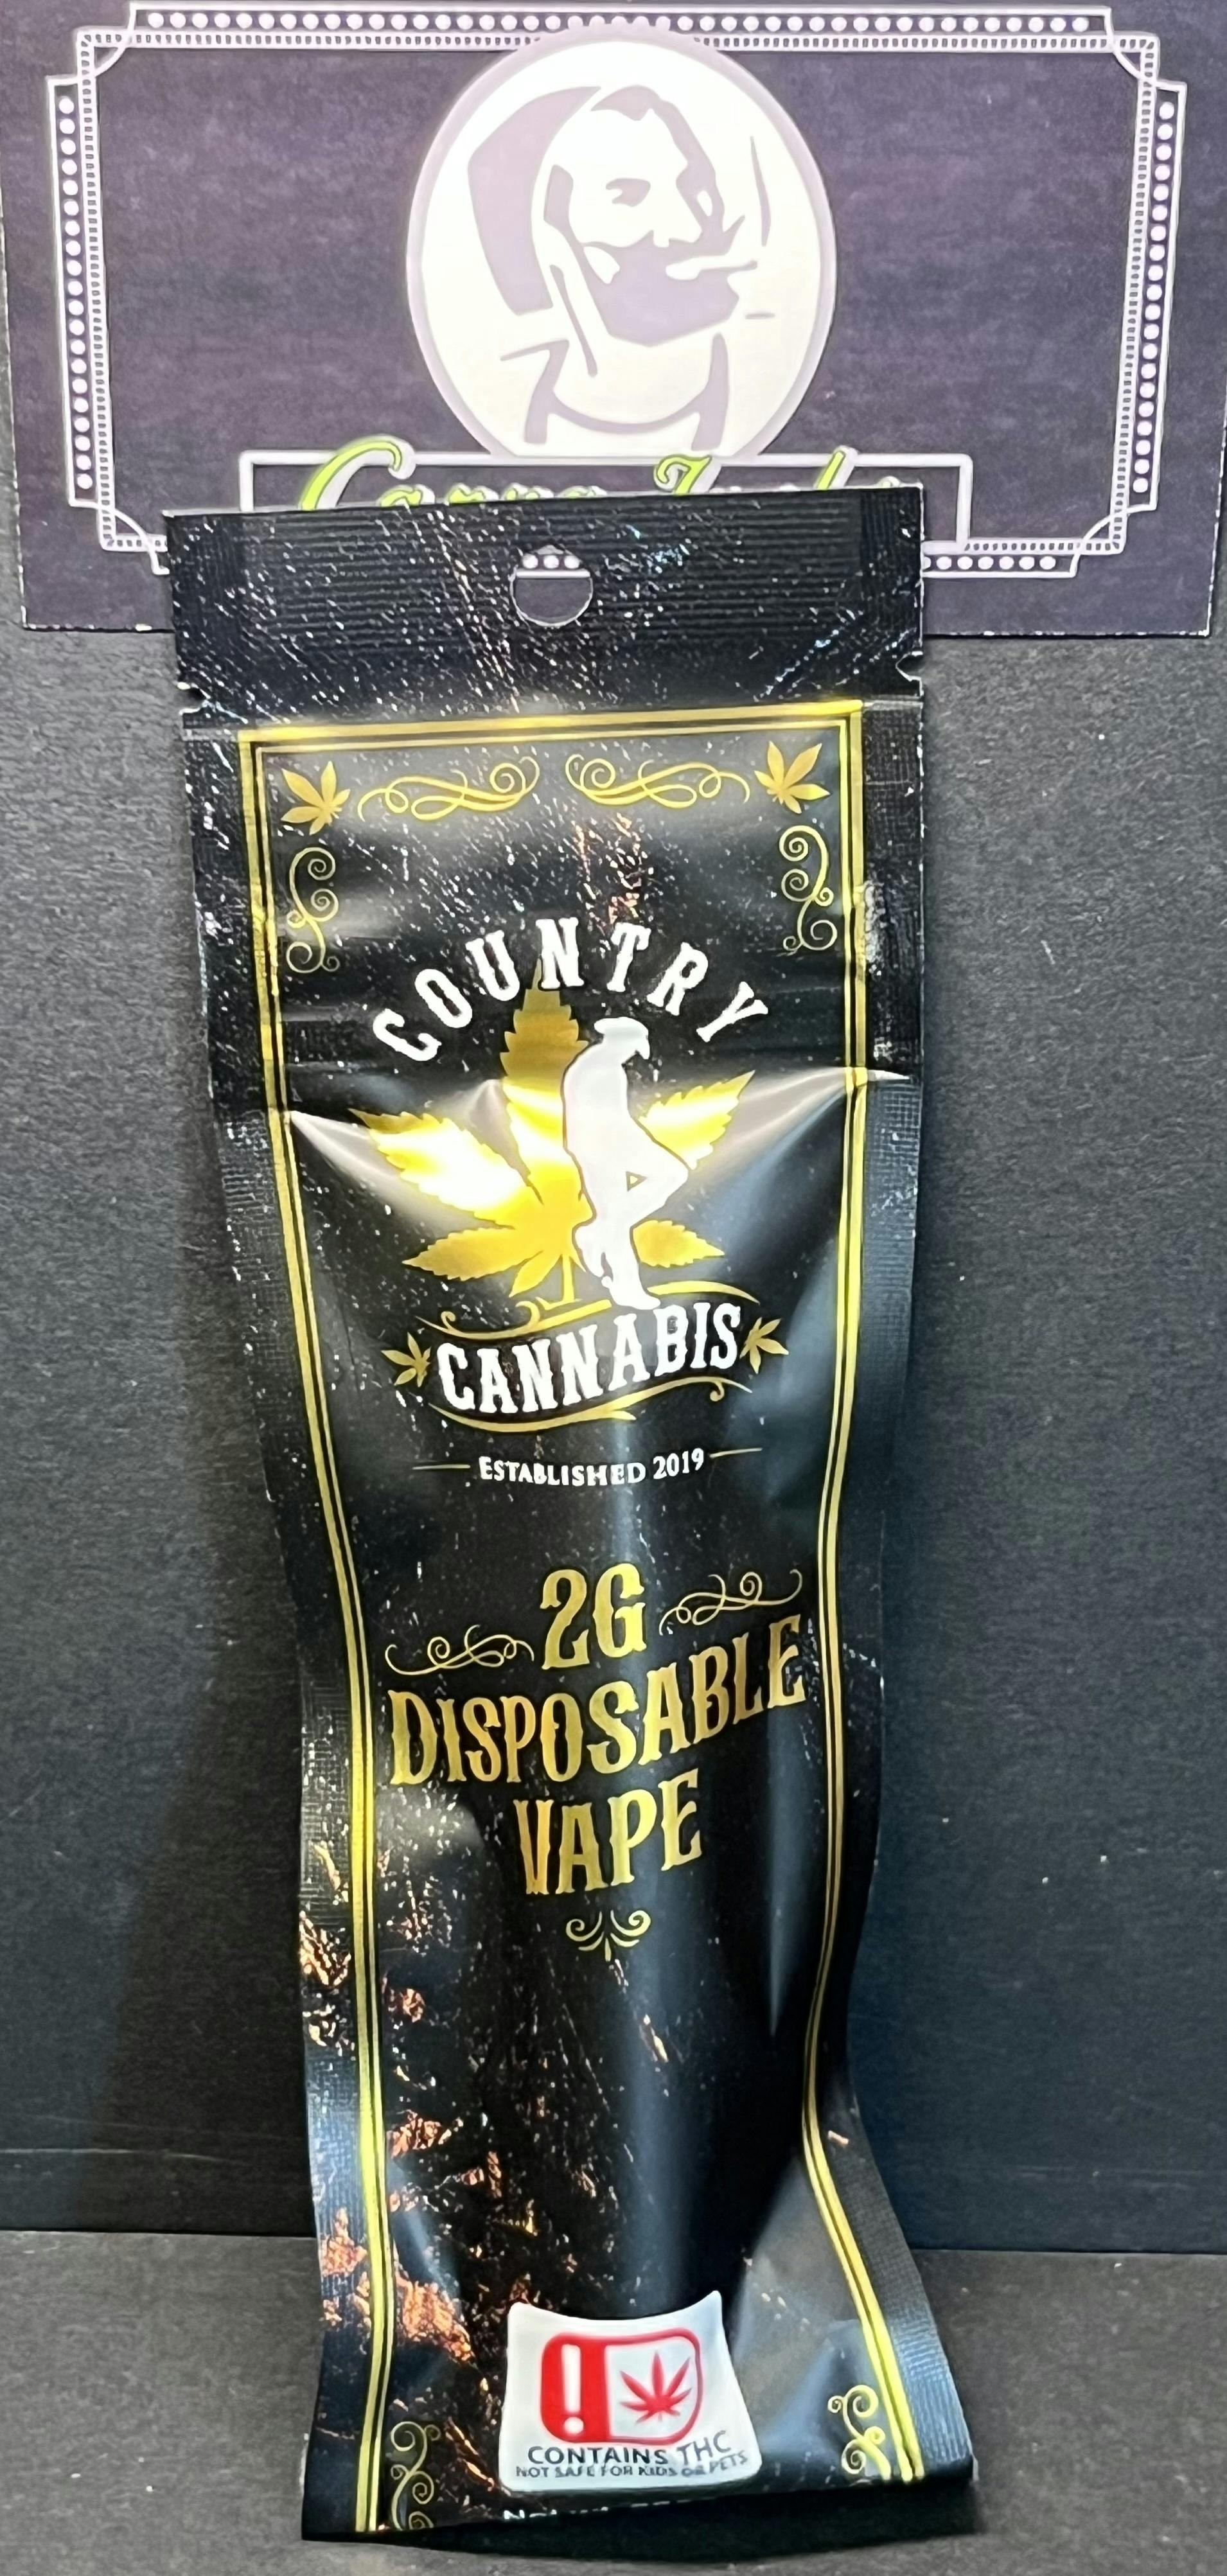 COUNTRY
CANNABIS
ESTABLISHED 2019
2G
DISPOSABLE
VAPE
!
CONTAINS THC
NOT SAFE FOR KIDS OR PETS